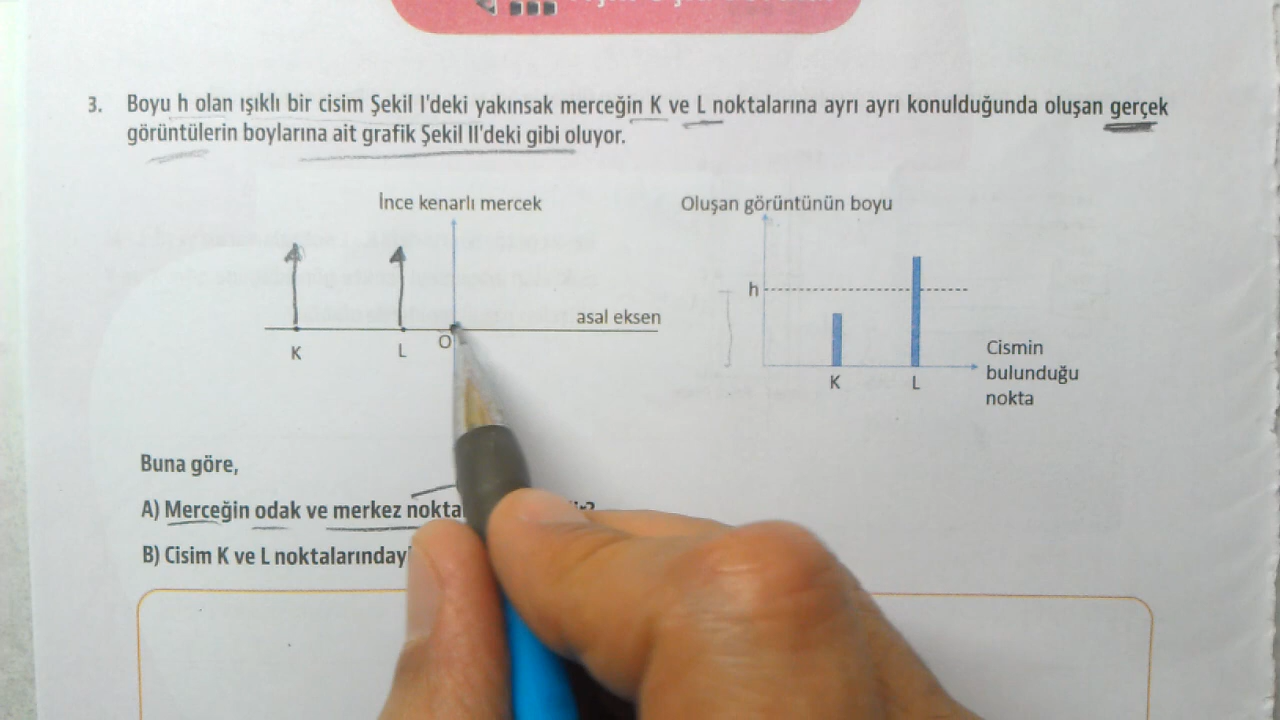 3. Boyu h olan ışıklı bir cisim Şekil I'deki yakınsak merceğin K ve L noktalarına ayrı ayrı konulduğunda oluşan gerçek
görüntülerin boylarına ait grafik Şekil II'deki gibi oluyor.
İnce kenarlı mercek
asal eksen
K
L
O
Oluşan görüntünün boyu
h
K
L
Cismin
bulunduğu
nokta
Buna göre,
A) Merceğin odak ve merkez
B) Cisim K ve L